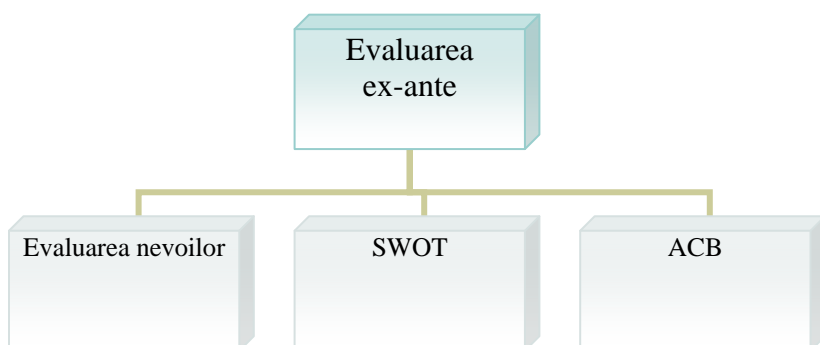 Evaluarea
ex-ante
Evaluarea nevoilor
SWOT
ACB